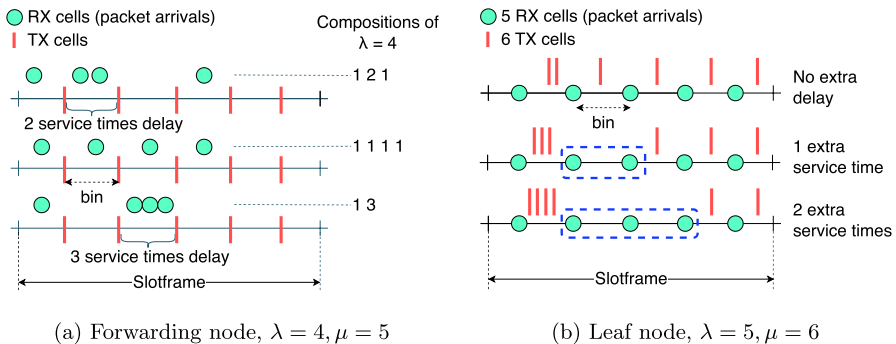 RX cells (packet arrivals)
TX cells
Compositions of
λ = 4
1 2 1
2 service times delay
1 1 1 1
bin
1 3
3 service times delay
Slotframe
(a) Forwarding node, λ = 4, μ = 5
5 RX cells (packet arrivals)
6 TX cells
No extra
delay
bin
1 extra
service time
2 extra
service times
Slotframe
(b) Leaf node, λ = 5, μ = 6